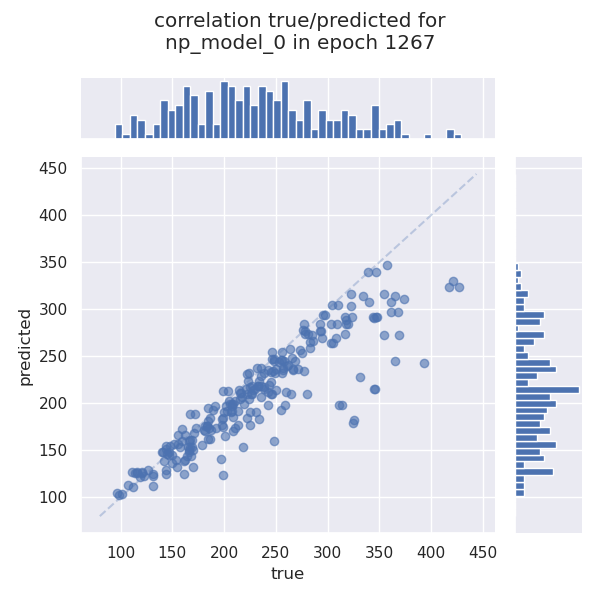 correlation true/predicted for
np_model_0 in epoch 1267
450
400
350
300
250
200
150
100
predicted
100 150 200 250 300 350 400 450
true